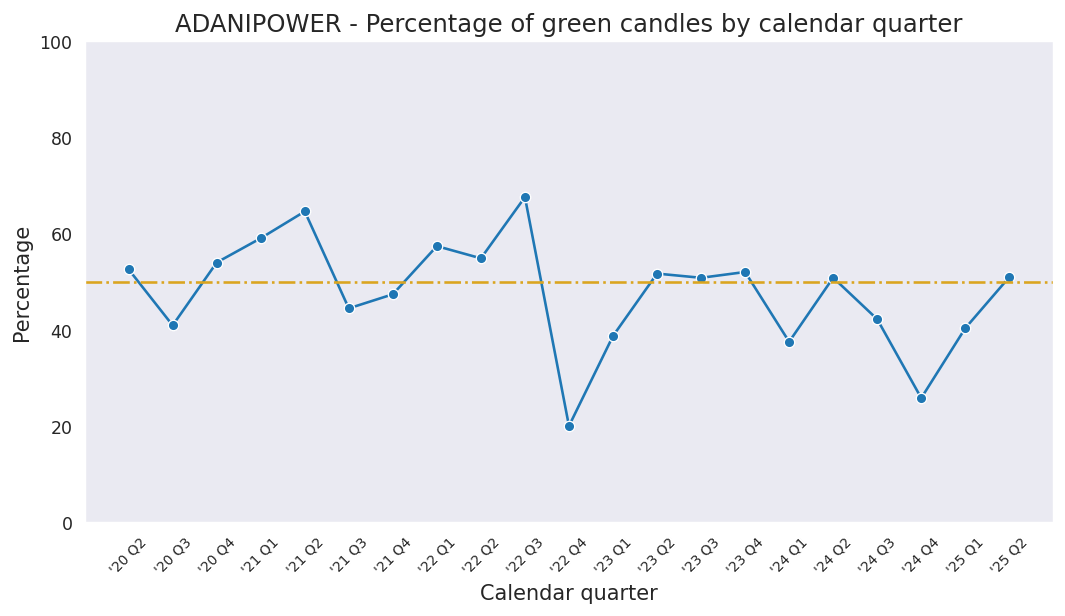 ADANIPOWER - Percentage of green candles by calendar quarter
100
80
60
40
20
0
Percentage
'20 Q2
'20 Q3
'20 Q4
'21 Q1
'21 Q2
'21 Q3
'21 Q4
'22 Q1
'22 Q2
'22 Q3
'22 Q4
'23 Q1
'23 Q2
'23 Q3
'23 Q4
'24 Q1
'24 Q2
'24 Q3
'24 Q4
'25 Q1
'25 Q2
Calendar quarter